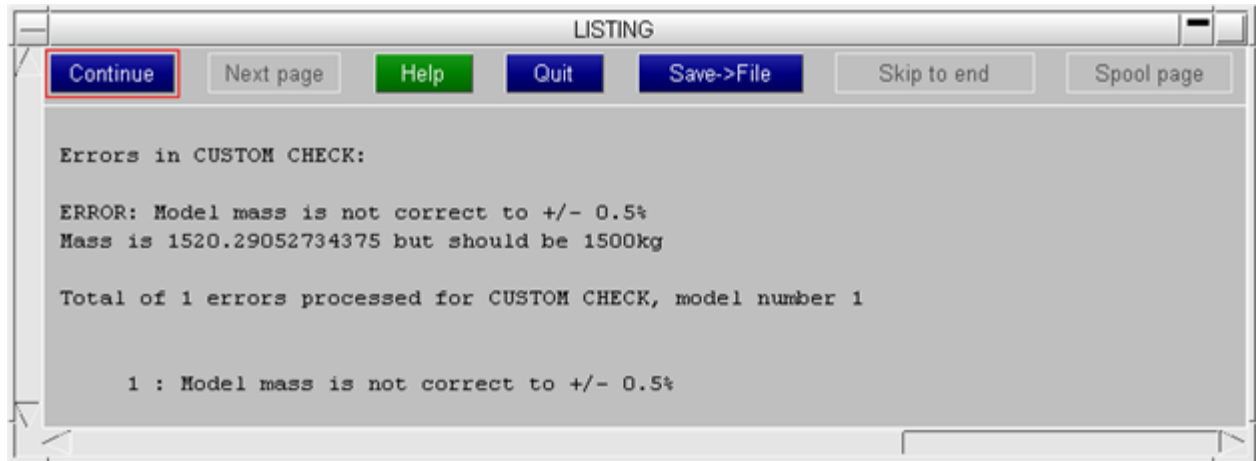 LISTING
Continue Next page Help Quit Save->File Skip to end Spool page
Errors in CUSTOM CHECK:
ERROR: Model mass is not correct to +/- 0.5%
Mass is 1520.29052734375 but should be 1500kg
Total of 1 errors processed for CUSTOM CHECK, model number 1
1 : Model mass is not correct to +/- 0.5%